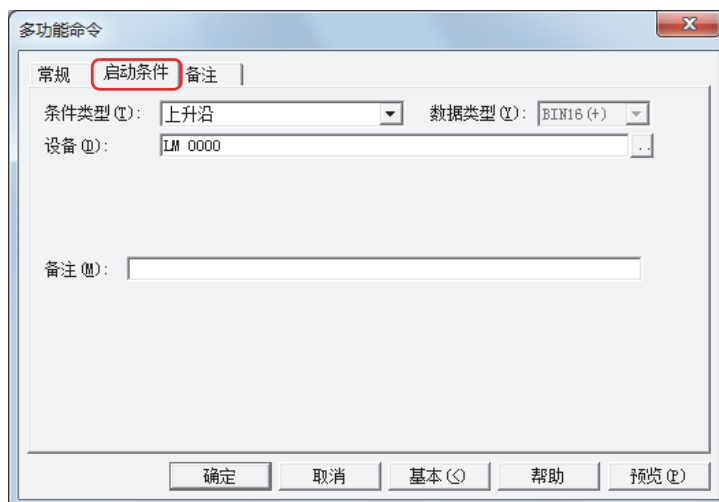 多功能命令
常规 启动条件 备注
条件类型(T): 上升沿 数据类型(Y): BIN16(+)
设备(D): LM 0000 ..
备注(M):
确定 取消 基本(<) 帮助 预览(P)